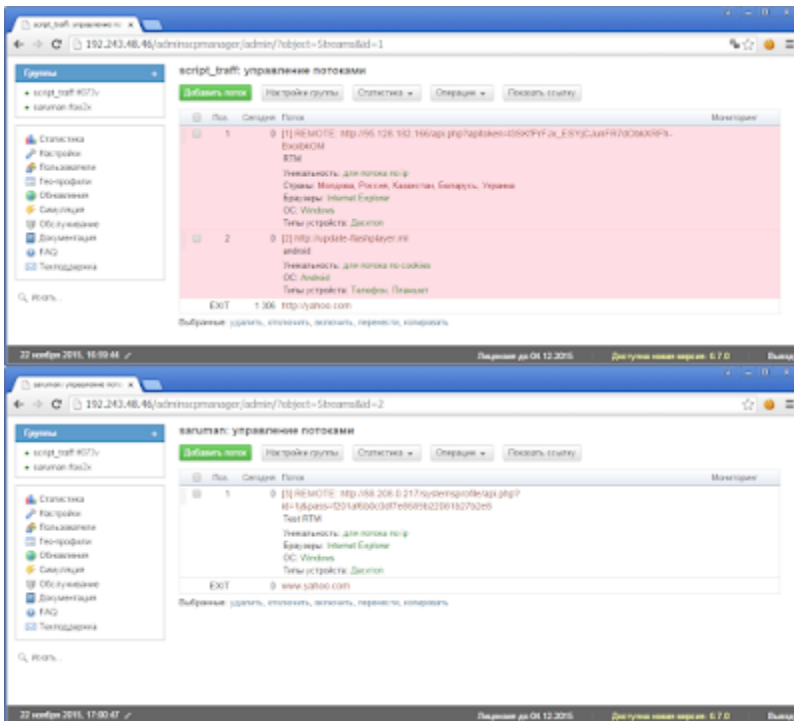 script_traff: управление по
192.243.48.46/adminscpmanager/admin/?object=Streams&id=1
Группы +
script_traff
saruman
Статистика
Настройки
Пользователи
Гео-профили
Обновления
Симуляция
Обслуживание
Документация
FAQ
Техподдержка
Искать...
script_traff: управление потоками
Добавить поток
Настройки группы
Статистика
Операции
Показать ссылку
Поз. Сегодня Поток Мониторинг
1 0 [1] REMOTE:
RTM
Уникальность: для потока по ip
Страны: Молдова, Россия, Казахстан, Беларусь, Украина
Браузеры: Internet Explorer
ОС: Windows
Типы устройств: Десктоп
2 0 [2] http://update-flashplayer.ml
android
Уникальность: для потока по cookies
ОС: Android
Типы устройств: Телефон, Планшет
EXIT 1 306 http://yahoo.com
Выбранные: удалить, отключить, включить, перенести, копировать
22 ноября 2015, 16:59:44
Лицензия до 04.12.2015
Доступна новая версия: 6.7.0
Выход
saruman: управление пото
192.243.48.46/adminscpmanager/admin/?object=Streams&id=2
Группы +
script_traff
saruman
Статистика
Настройки
Пользователи
Гео-профили
Обновления
Симуляция
Обслуживание
Документация
FAQ
Техподдержка
Искать...
saruman: управление потоками
Добавить поток
Настройки группы
Статистика
Операции
Показать ссылку
Поз. Сегодня Поток Мониторинг
1 0 [1] REMOTE:
Test RTM
Уникальность: для потока по ip
Браузеры: Internet Explorer
ОС: Windows
Типы устройств: Десктоп
EXIT 0 www.yahoo.com
Выбранные: удалить, отключить, включить, перенести, копировать
22 ноября 2015, 17:00:47
Лицензия до 04.12.2015
Доступна новая версия: 6.7.0
Выход